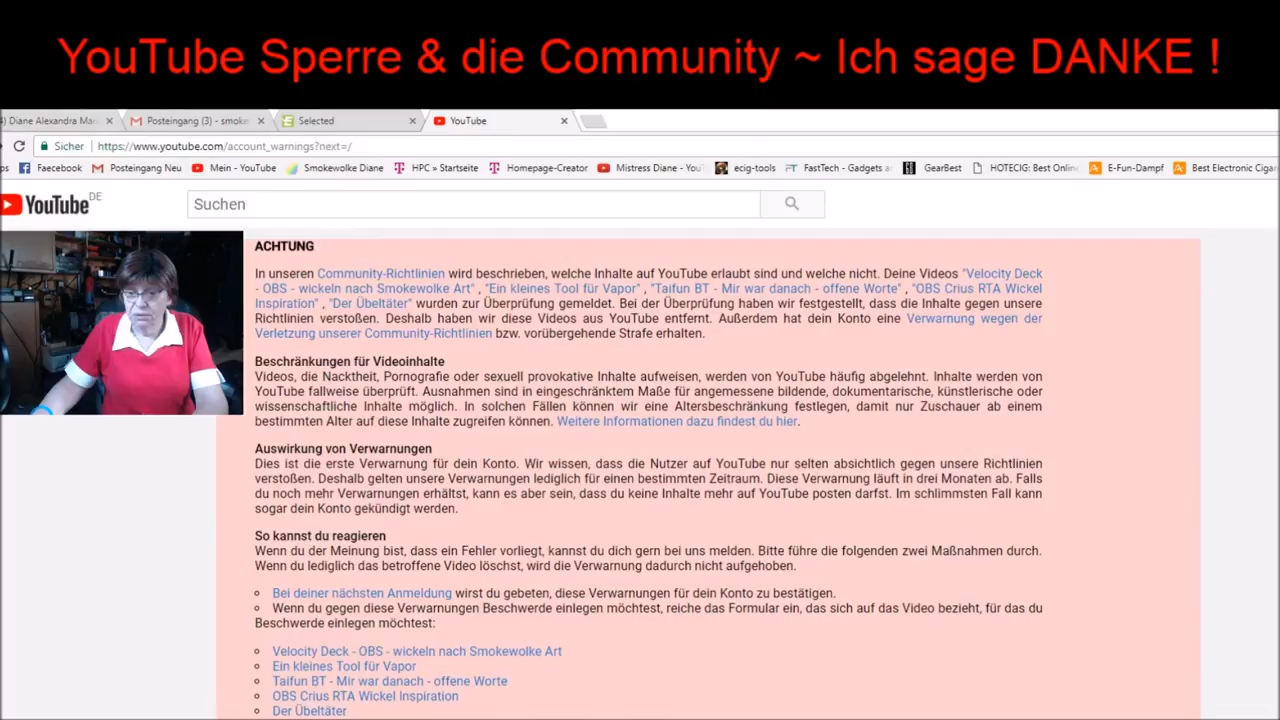 YouTube Sperre & die Community ~ Ich sage DANKE !
4) Diane Alexandra Mar Posteingang (3) - smoke Selected YouTube
Sicher https://www.youtube.com/account_warnings?next=/
ps Faecebook Posteingang Neu Mein - YouTube Smokewolke Diane HPC » Startseite Homepage-Creator Mistress Diane - You ecig-tools FastTech - Gadgets a GearBest HOTECIG: Best Onlin E-Fun-Dampf Best Electronic Cigar
YouTube DE
Suchen
ACHTUNG
In unseren Community-Richtlinien wird beschrieben, welche Inhalte auf YouTube erlaubt sind und welche nicht. Deine Videos "Velocity Deck
- OBS - wickeln nach Smokewolke Art" , "Ein kleines Tool für Vapor" , "Taifun BT - Mir war danach - offene Worte" , "OBS Crius RTA Wickel
Inspiration" , "Der Übeltäter" wurden zur Überprüfung gemeldet. Bei der Überprüfung haben wir festgestellt, dass die Inhalte gegen unsere
Richtlinien verstoßen. Deshalb haben wir diese Videos aus YouTube entfernt. Außerdem hat dein Konto eine Verwarnung wegen der
Verletzung unserer Community-Richtlinien bzw. vorübergehende Strafe erhalten.
Beschränkungen für Videoinhalte
Videos, die Nacktheit, Pornografie oder sexuell provokative Inhalte aufweisen, werden von YouTube häufig abgelehnt. Inhalte werden von
YouTube fallweise überprüft. Ausnahmen sind in eingeschränktem Maße für angemessene bildende, dokumentarische, künstlerische oder
wissenschaftliche Inhalte möglich. In solchen Fällen können wir eine Altersbeschränkung festlegen, damit nur Zuschauer ab einem
bestimmten Alter auf diese Inhalte zugreifen können. Weitere Informationen dazu findest du hier.
Auswirkung von Verwarnungen
Dies ist die erste Verwarnung für dein Konto. Wir wissen, dass die Nutzer auf YouTube nur selten absichtlich gegen unsere Richtlinien
verstoßen. Deshalb gelten unsere Verwarnungen lediglich für einen bestimmten Zeitraum. Diese Verwarnung läuft in drei Monaten ab. Falls
du noch mehr Verwarnungen erhältst, kann es aber sein, dass du keine Inhalte mehr auf YouTube posten darfst. Im schlimmsten Fall kann
sogar dein Konto gekündigt werden.
So kannst du reagieren
Wenn du der Meinung bist, dass ein Fehler vorliegt, kannst du dich gern bei uns melden. Bitte führe die folgenden zwei Maßnahmen durch.
Wenn du lediglich das betroffene Video löschst, wird die Verwarnung dadurch nicht aufgehoben.
Bei deiner nächsten Anmeldung wirst du gebeten, diese Verwarnungen für dein Konto zu bestätigen.
Wenn du gegen diese Verwarnungen Beschwerde einlegen möchtest, reiche das Formular ein, das sich auf das Video bezieht, für das du
Beschwerde einlegen möchtest:
Velocity Deck - OBS - wickeln nach Smokewolke Art
Ein kleines Tool für Vapor
Taifun BT - Mir war danach - offene Worte
OBS Crius RTA Wickel Inspiration
Der Übeltäter